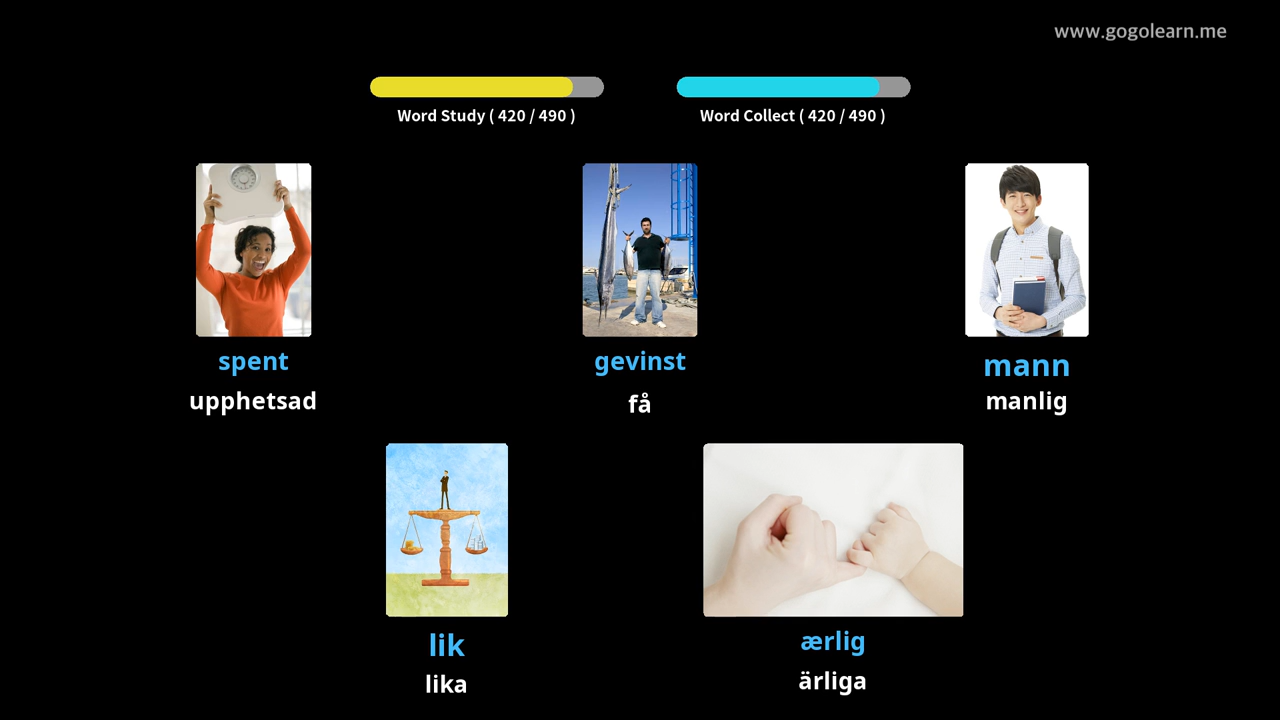 www.gogolearn.me
Word Study ( 420 / 490 )
Word Collect ( 420 / 490 )
spent
upphetsad
gevinst
få
mann
manlig
lik
lika
ærlig
ärliga